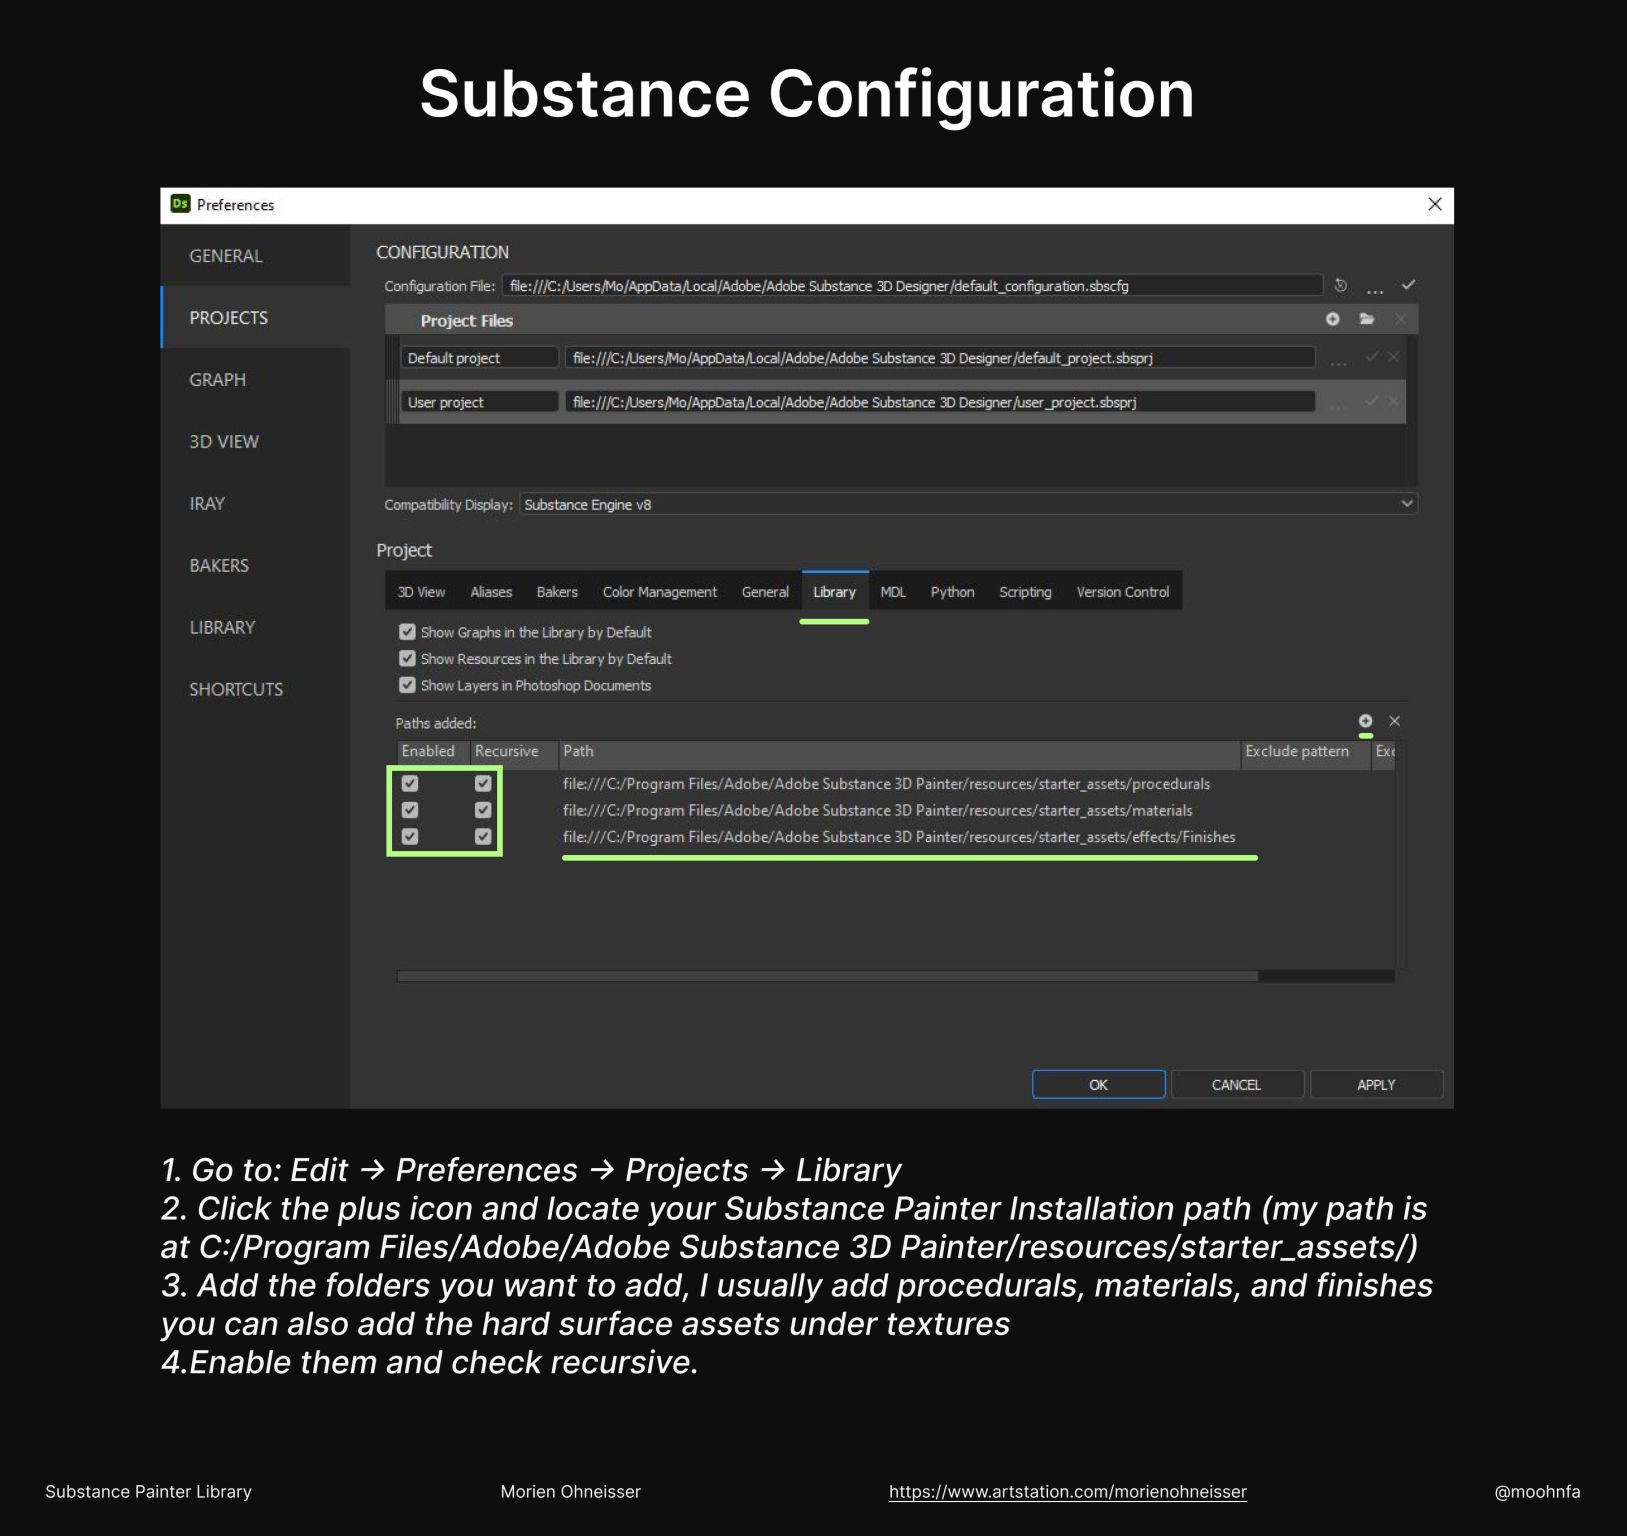 Substance Configuration
Ds Preferences
GENERAL
PROJECTS
GRAPH
3D VIEW
IRAY
BAKERS
LIBRARY
SHORTCUTS
CONFIGURATION
Configuration File: file:///C:/Users/Mo/AppData/Local/Adobe/Adobe Substance 3D Designer/default_configuration.sbscfg ...
Project Files
Default project file:///C:/Users/Mo/AppData/Local/Adobe/Adobe Substance 3D Designer/default_project.sbsprj ...
User project file:///C:/Users/Mo/AppData/Local/Adobe/Adobe Substance 3D Designer/user_project.sbsprj ...
Compatibility Display: Substance Engine v8
Project
3D View Aliases Bakers Color Management General Library MDL Python Scripting Version Control
Show Graphs in the Library by Default
Show Resources in the Library by Default
Show Layers in Photoshop Documents
Paths added:
Enabled Recursive Path Exclude pattern Exc
file:///C:/Program Files/Adobe/Adobe Substance 3D Painter/resources/starter_assets/procedurals
file:///C:/Program Files/Adobe/Adobe Substance 3D Painter/resources/starter_assets/materials
file:///C:/Program Files/Adobe/Adobe Substance 3D Painter/resources/starter_assets/effects/Finishes
OK CANCEL APPLY
1. Go to: Edit → Preferences → Projects → Library
2. Click the plus icon and locate your Substance Painter Installation path (my path is
at C:/Program Files/Adobe/Adobe Substance 3D Painter/resources/starter_assets/)
3. Add the folders you want to add, I usually add procedurals, materials, and finishes
you can also add the hard surface assets under textures
4.Enable them and check recursive.
Substance Painter Library Morien Ohneisser https://www.artstation.com/morienohneisser @moohnfa